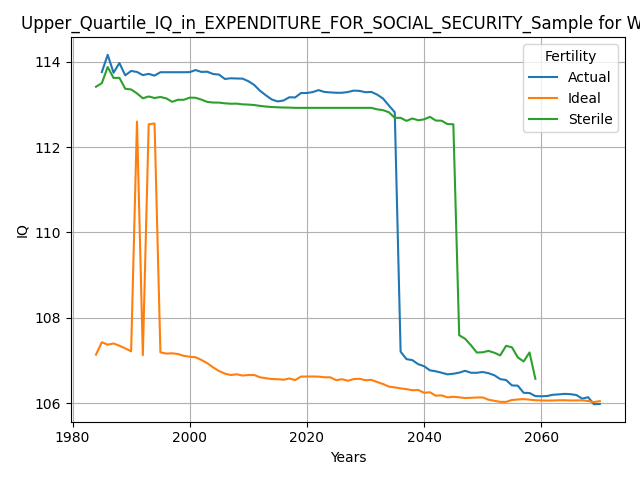 Upper_Quartile_IQ_in_EXPENDITURE_FOR_SOCIAL_SECURITY_Sample for W
Fertility
Actual
Ideal
Sterile
IQ
114
112
110
108
106
1980
2000
2020
2040
2060
Years